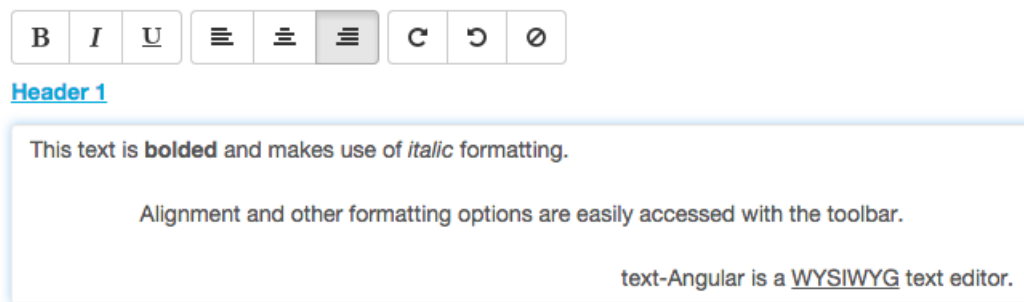 B I U
Header 1
This text is bolded and makes use of italic formatting.
Alignment and other formatting options are easily accessed with the toolbar.
text-Angular is a WYSIWYG text editor.